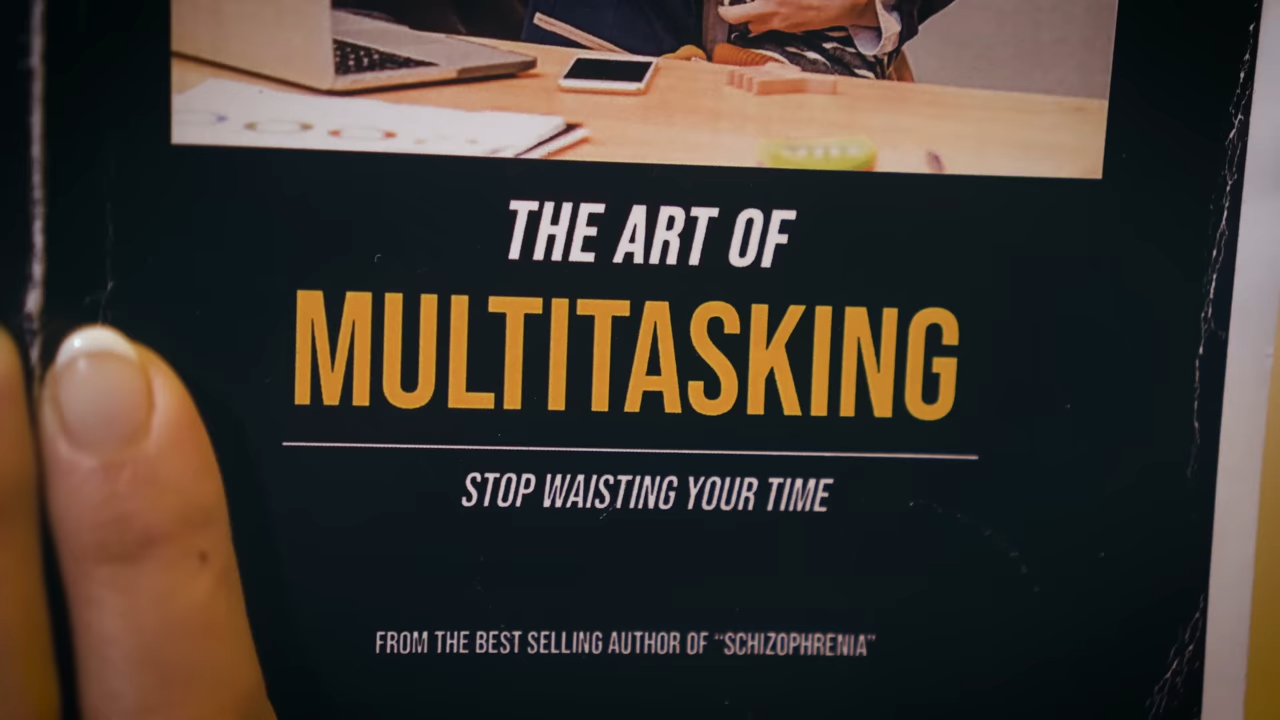 THE ART OF
MULTITASKING
STOP WAISTING YOUR TIME
FROM THE BEST SELLING AUTHOR OF “SCHIZOPHRENIA”